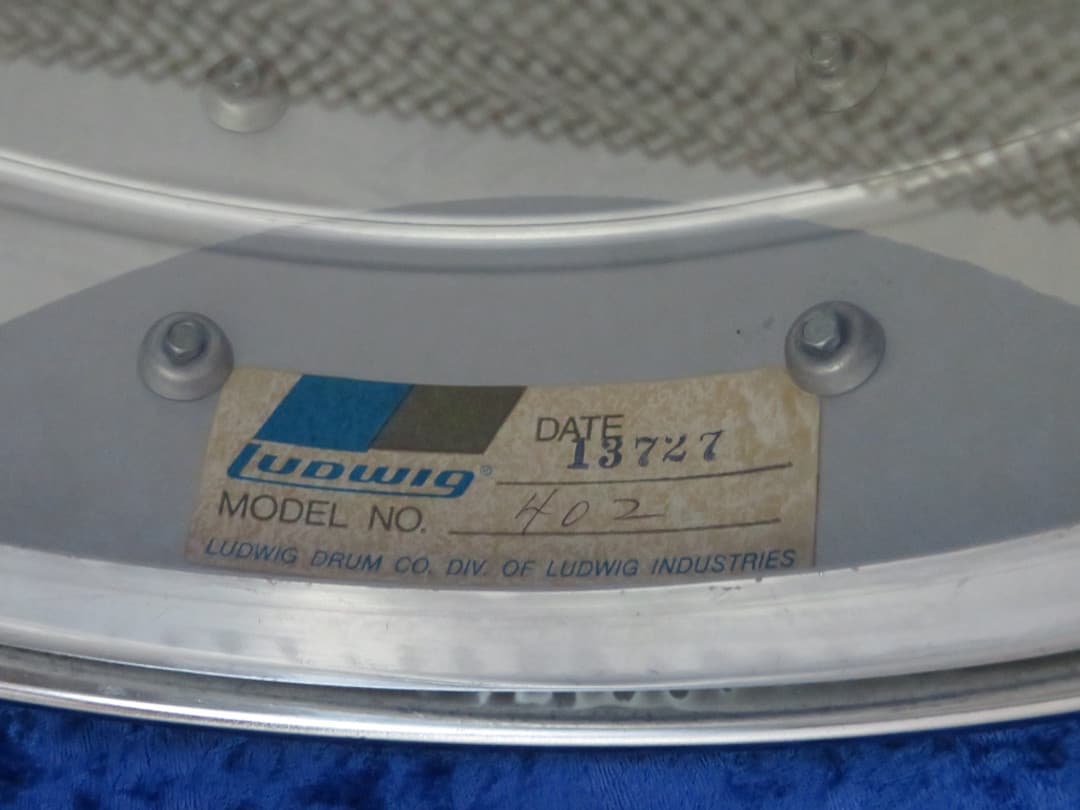 DATE 13727
Ludwig®
MODEL NO. 402
LUDWIG DRUM CO. DIV. OF LUDWIG INDUSTRIES